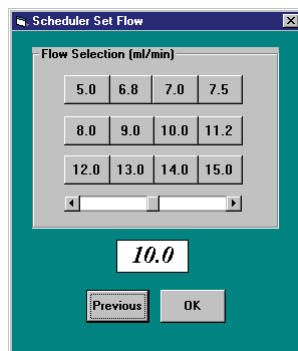 Scheduler Set Flow
Flow Selection (ml/min)
5.0 6.8 7.0 7.5
8.0 9.0 10.0 11.2
12.0 13.0 14.0 15.0
10.0
Previous OK